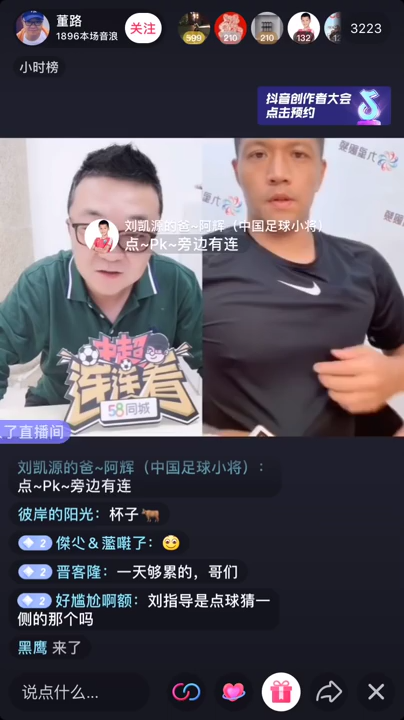 董路
1896本场音浪
关注
599
210
210
132
3223
小时榜
抖音创作者大会
点击预约
刘凯源的爸~阿辉（中国足球小将）
点~Pk~旁边有连
中超
连连看
58同城
了直播间
刘凯源的爸~阿辉（中国足球小将）：
点~Pk~旁边有连
彼岸的阳光：杯子🐂
2 傑尐＆薀嘅了：🥺
2 晋客隆：一天够累的，哥们
2 好尴尬啊额：刘指导是点球猜一
侧的那个吗
黑鹰 来了
说点什么...